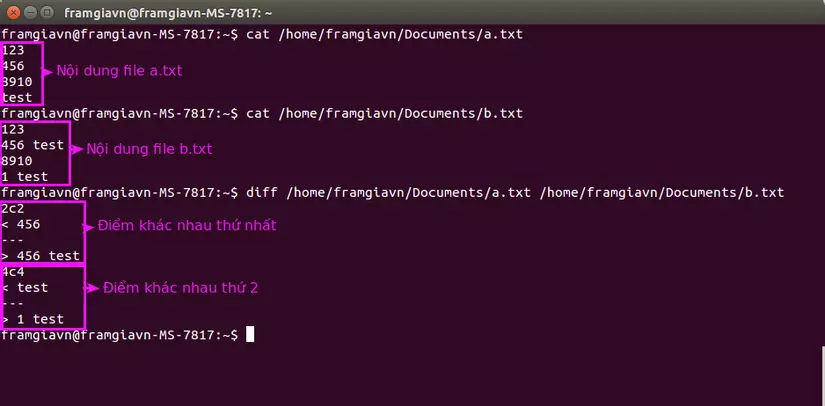 framgiavn@framgiavn-MS-7817: ~
framgiavn@framgiavn-MS-7817:~$ cat /home/framgiavn/Documents/a.txt
123
456
8910
test
Nội dung file a.txt
framgiavn@framgiavn-MS-7817:~$ cat /home/framgiavn/Documents/b.txt
123
456 test
8910
1 test
Nội dung file b.txt
framgiavn@framgiavn-MS-7817:~$ diff /home/framgiavn/Documents/a.txt /home/framgiavn/Documents/b.txt
2c2
< 456
---
> 456 test
Điểm khác nhau thứ nhất
4c4
< test
---
> 1 test
Điểm khác nhau thứ 2
framgiavn@framgiavn-MS-7817:~$